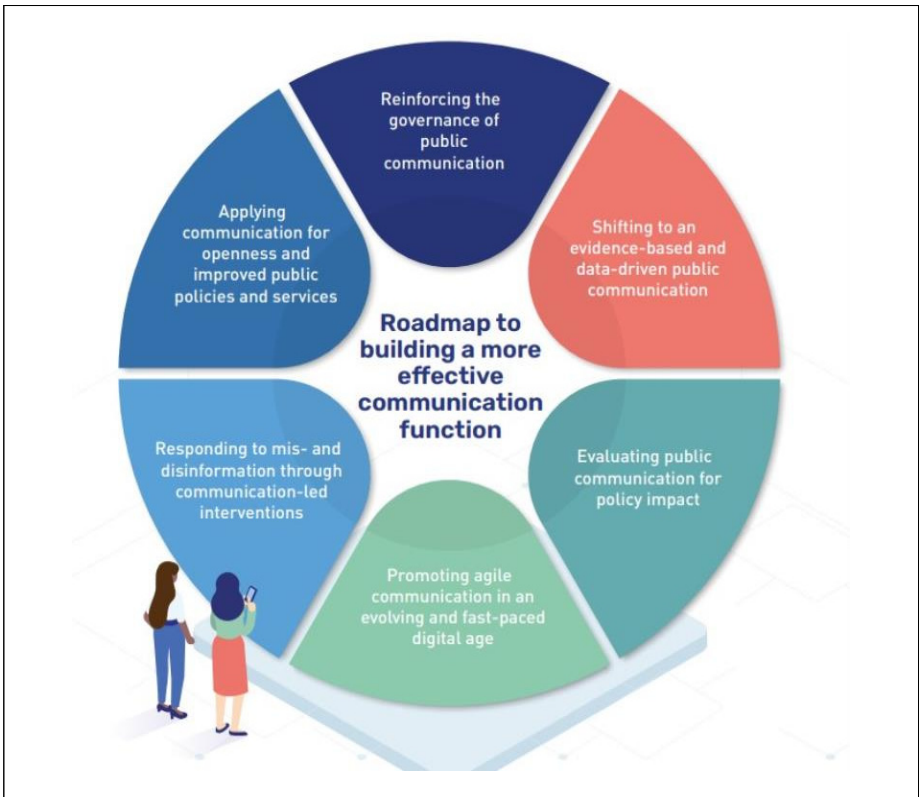 Reinforcing the
governance of
public
communication
Shifting to an
evidence-based and
data-driven public
communication
Evaluating public
communication for
policy impact
Promoting agile
communication in an
evolving and fast-paced
digital age
Responding to mis- and
disinformation through
communication-led
interventions
Applying
communication for
openness and
improved public
policies and services
Roadmap to
building a more
effective
communication
function